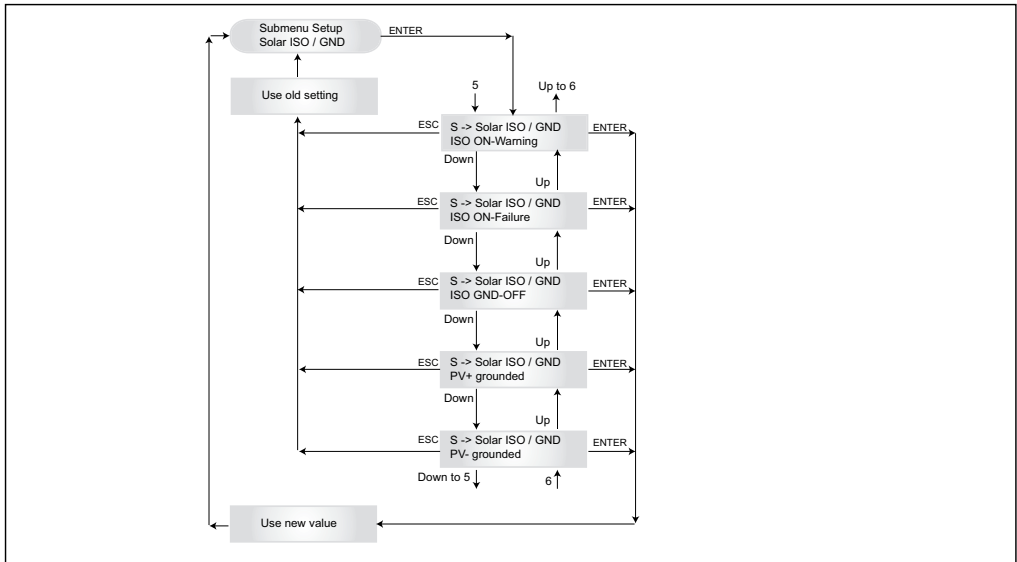 Submenu Setup
Solar ISO / GND
ENTER
Use old setting
5
Up to 6
ESC
S -> Solar ISO / GND
ISO ON-Warning
ENTER
Down
Up
ESC
S -> Solar ISO / GND
ISO ON-Failure
ENTER
Down
Up
ESC
S -> Solar ISO / GND
ISO GND-OFF
ENTER
Down
Up
ESC
S -> Solar ISO / GND
PV+ grounded
ENTER
Down
Up
ESC
S -> Solar ISO / GND
PV- grounded
ENTER
Down to 5
6
Use new value